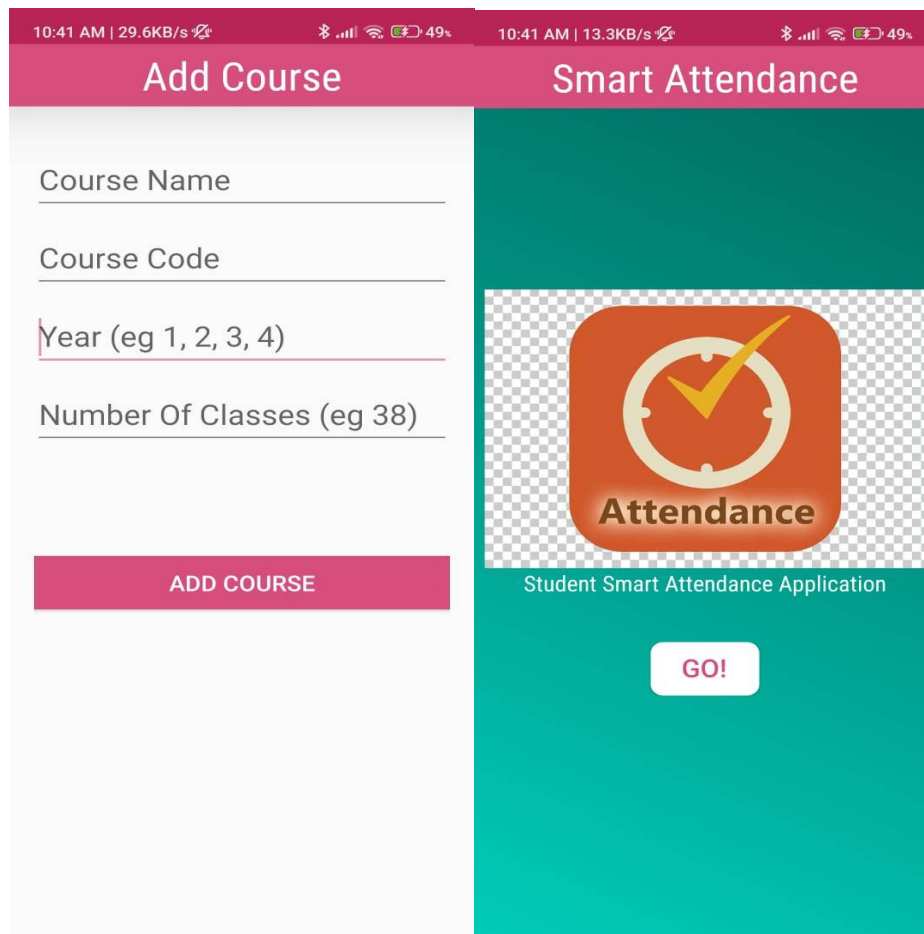 10:41 AM | 29.6KB/s
49%
Add Course
Course Name
Course Code
Year (eg 1, 2, 3, 4)
Number Of Classes (eg 38)
ADD COURSE
10:41 AM | 13.3KB/s
49%
Smart Attendance
Attendance
Student Smart Attendance Application
GO!